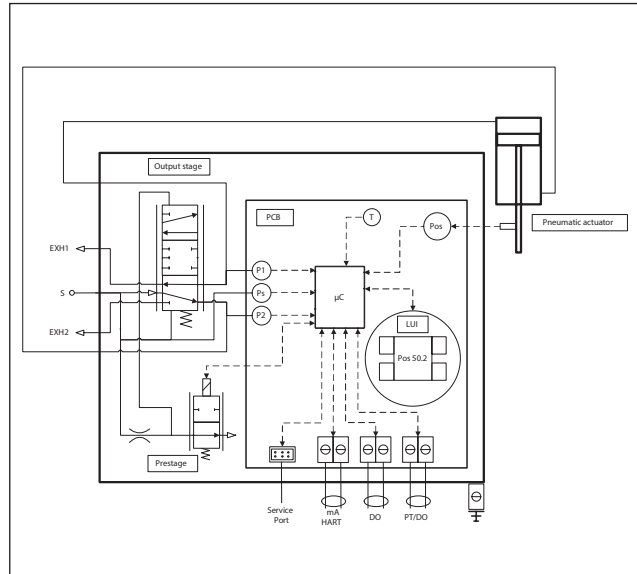 Output stage
PCB
T
Pos
Pneumatic actuator
EXH1
P1
S
Ps
µC
EXH2
P2
LUI
Pos 50.2
Prestage
Service
Port
mA
HART
DO
PT/DO